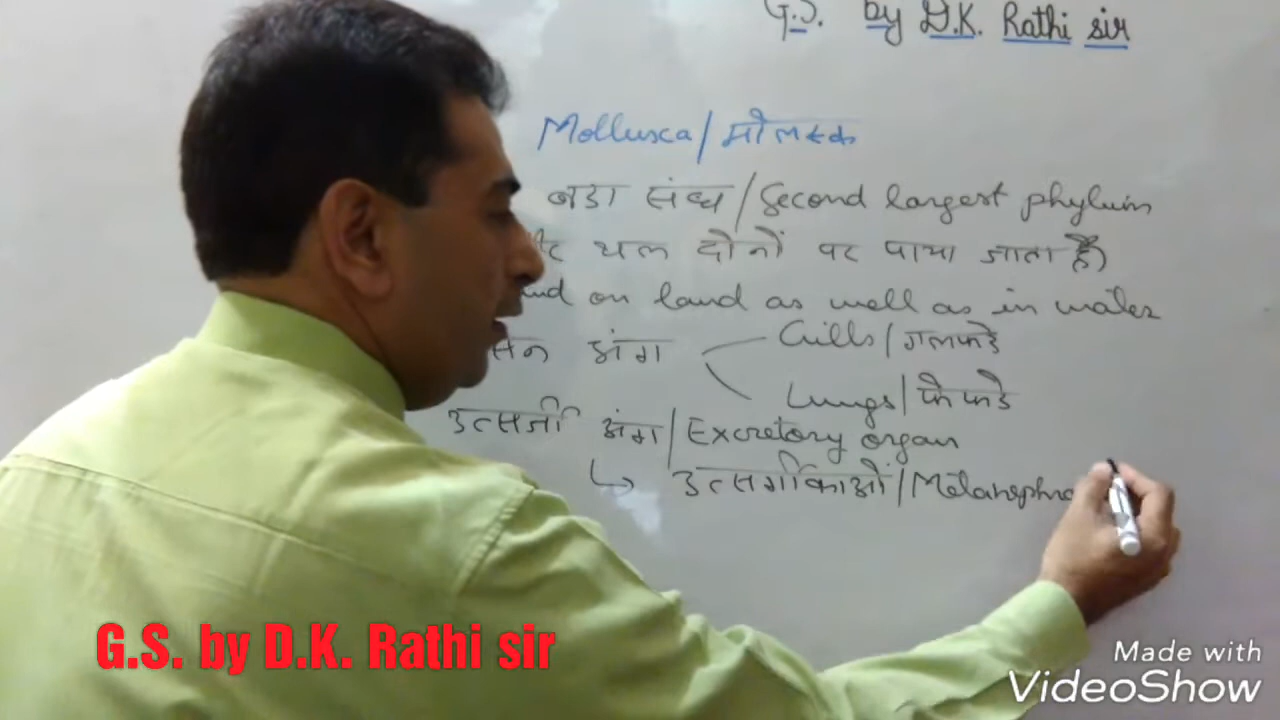 G.S. by D.K. Rathi sir
Mollusca/मोलस्क
बडा संघ/Second largest phylum
थल दोनों पर पाया जाता है)
on land as well as in water
अंग Gills/गलफडे
Lungs/फेफडे
उत्सर्जी अंग/Excretory organ
↳ उत्सर्गीकाओं/Metanephr
G.S. by D.K. Rathi sir
Made with
VideoShow